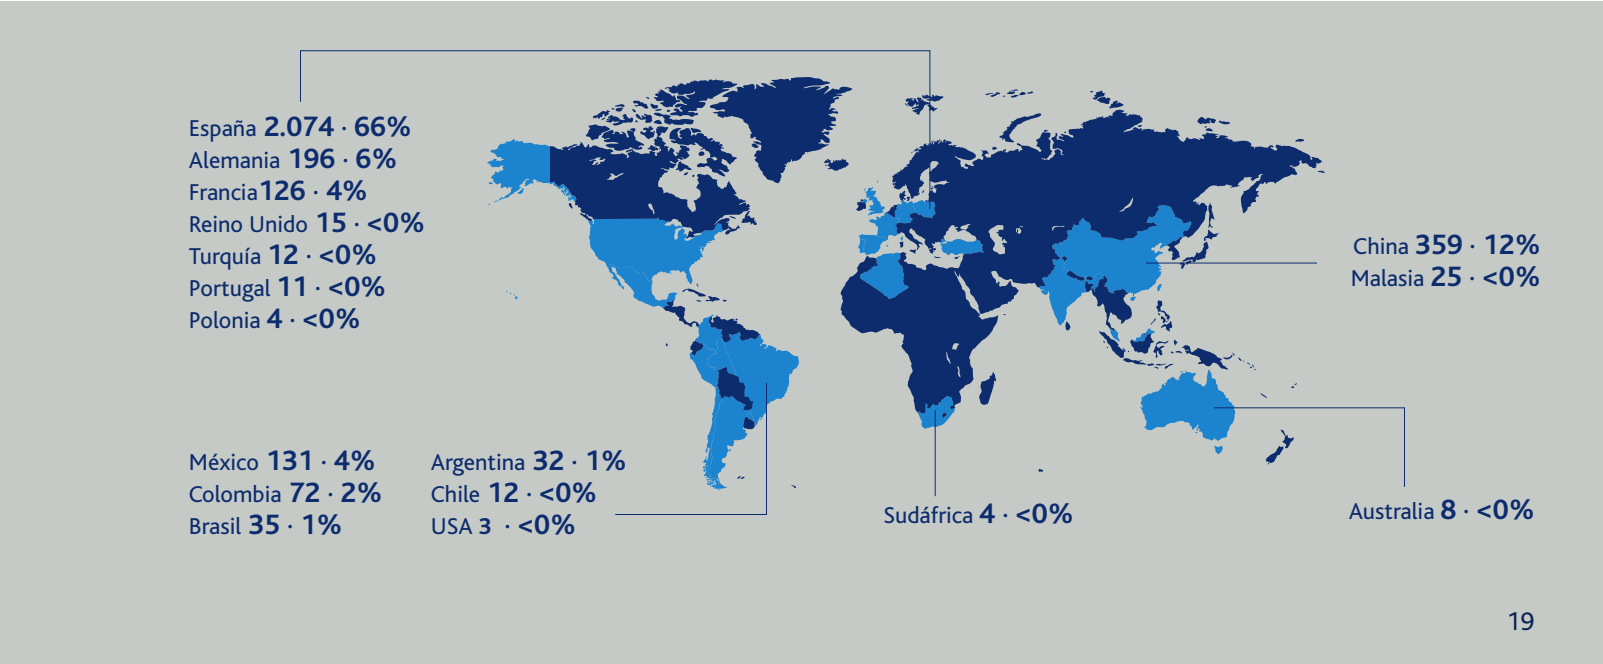 España 2.074 · 66%
Alemania 196 · 6%
Francia 126 · 4%
Reino Unido 15 · <0%
Turquía 12 · <0%
Portugal 11 · <0%
Polonia 4 · <0%
China 359 · 12%
Malasia 25 · <0%
México 131 · 4%
Colombia 72 · 2%
Brasil 35 · 1%
Argentina 32 · 1%
Chile 12 · <0%
USA 3 · <0%
Sudáfrica 4 · <0%
Australia 8 · <0%
19